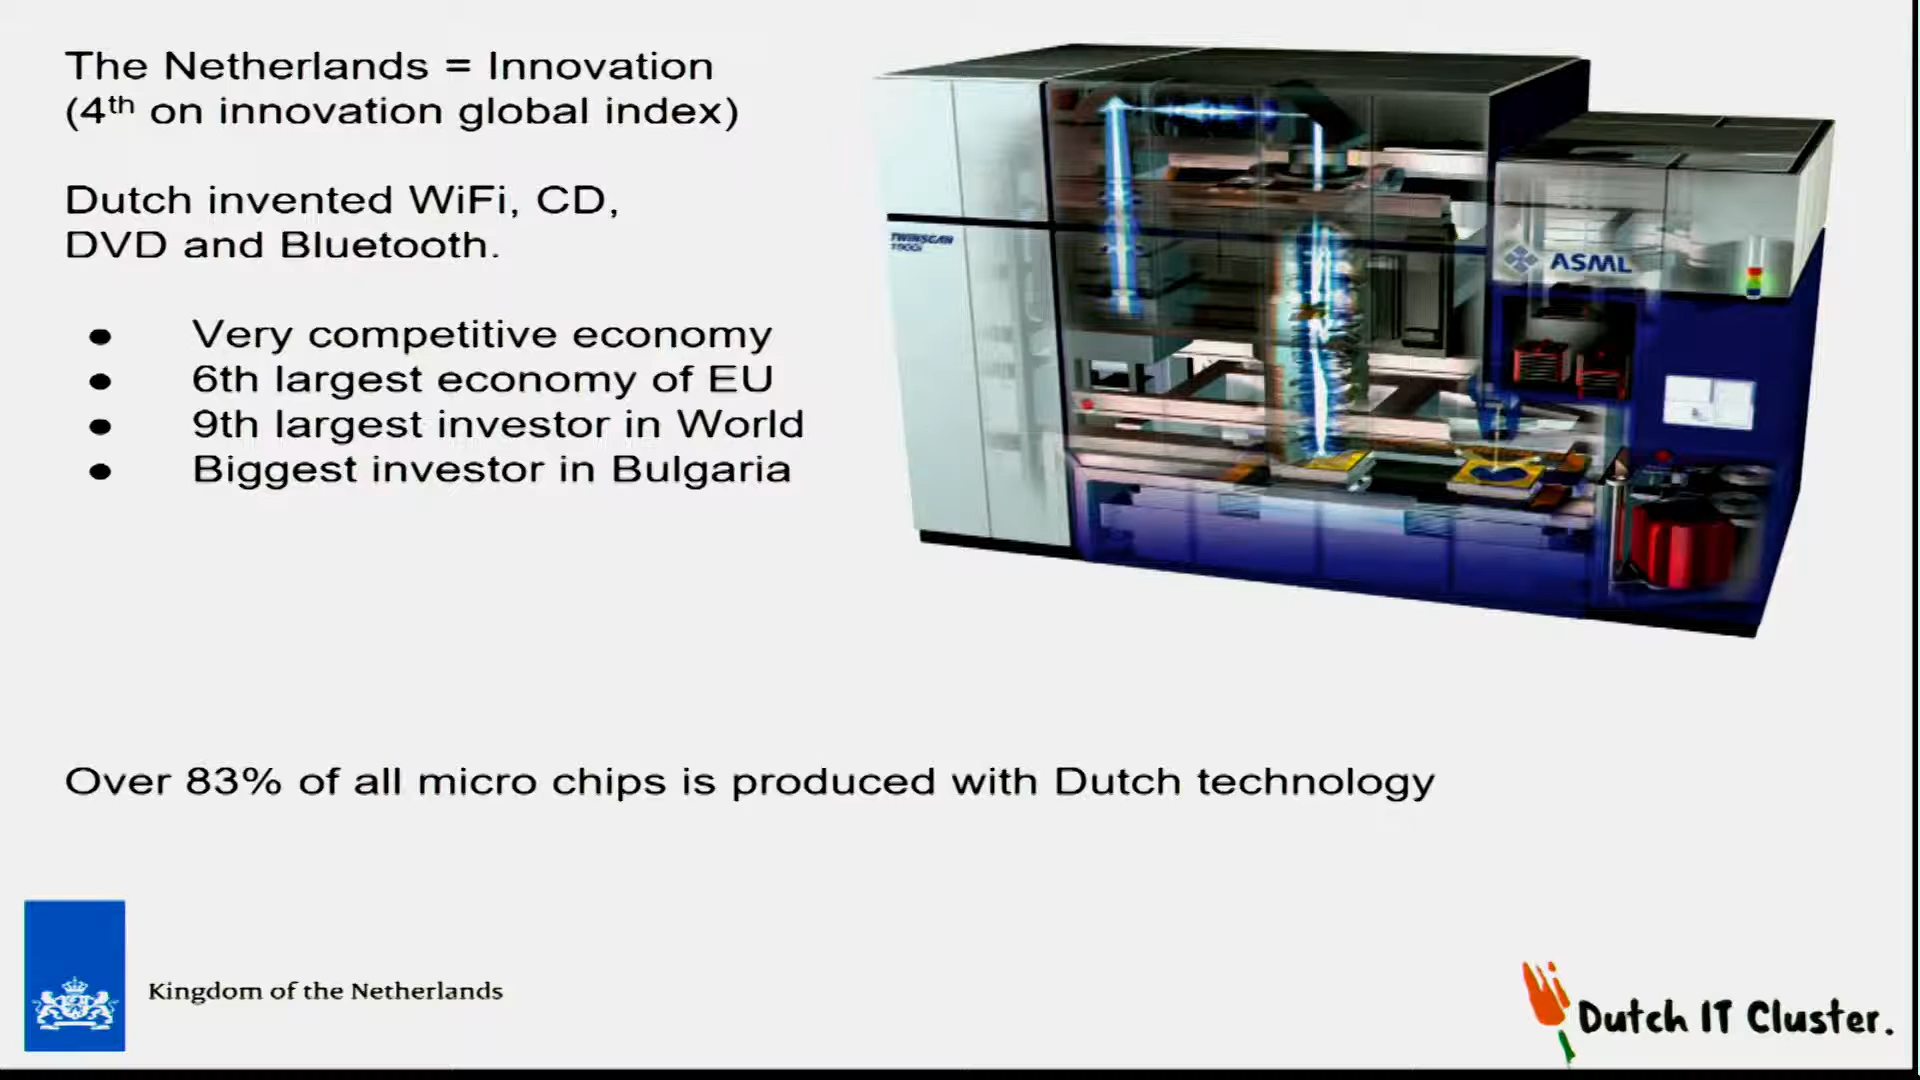 The Netherlands = Innovation
(4th on innovation global index)
Dutch invented WiFi, CD,
DVD and Bluetooth.
● Very competitive economy
● 6th largest economy of EU
● 9th largest investor in World
● Biggest investor in Bulgaria
TWINSCAN
ASML
Over 83% of all micro chips is produced with Dutch technology
Kingdom of the Netherlands
Dutch IT Cluster.